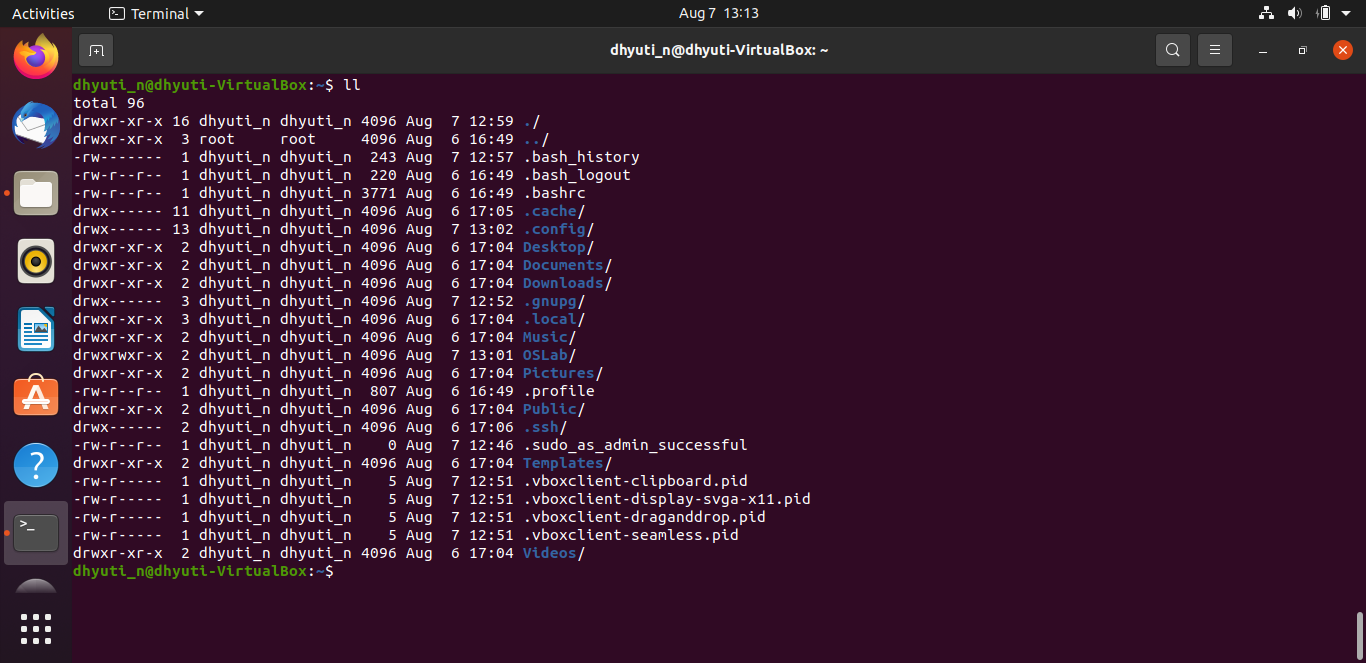 Activities Terminal Aug 7 13:13
dhyuti_n@dhyuti-VirtualBox: ~
dhyuti_n@dhyuti-VirtualBox:~$ ll
total 96
drwxr-xr-x 16 dhyuti_n dhyuti_n 4096 Aug  7 12:59 ./
drwxr-xr-x  3 root     root     4096 Aug  6 16:49 ../
-rw-------  1 dhyuti_n dhyuti_n  243 Aug  7 12:57 .bash_history
-rw-r--r--  1 dhyuti_n dhyuti_n  220 Aug  6 16:49 .bash_logout
-rw-r--r--  1 dhyuti_n dhyuti_n 3771 Aug  6 16:49 .bashrc
drwx------ 11 dhyuti_n dhyuti_n 4096 Aug  6 17:05 .cache/
drwx------ 13 dhyuti_n dhyuti_n 4096 Aug  7 13:02 .config/
drwxr-xr-x  2 dhyuti_n dhyuti_n 4096 Aug  6 17:04 Desktop/
drwxr-xr-x  2 dhyuti_n dhyuti_n 4096 Aug  6 17:04 Documents/
drwxr-xr-x  2 dhyuti_n dhyuti_n 4096 Aug  6 17:04 Downloads/
drwx------  3 dhyuti_n dhyuti_n 4096 Aug  7 12:52 .gnupg/
drwxr-xr-x  3 dhyuti_n dhyuti_n 4096 Aug  6 17:04 .local/
drwxr-xr-x  2 dhyuti_n dhyuti_n 4096 Aug  6 17:04 Music/
drwxrwxr-x  2 dhyuti_n dhyuti_n 4096 Aug  7 13:01 OSLab/
drwxr-xr-x  2 dhyuti_n dhyuti_n 4096 Aug  6 17:04 Pictures/
-rw-r--r--  1 dhyuti_n dhyuti_n  807 Aug  6 16:49 .profile
drwxr-xr-x  2 dhyuti_n dhyuti_n 4096 Aug  6 17:04 Public/
drwx------  2 dhyuti_n dhyuti_n 4096 Aug  6 17:06 .ssh/
-rw-r--r--  1 dhyuti_n dhyuti_n    0 Aug  7 12:46 .sudo_as_admin_successful
drwxr-xr-x  2 dhyuti_n dhyuti_n 4096 Aug  6 17:04 Templates/
-rw-r-----  1 dhyuti_n dhyuti_n    5 Aug  7 12:51 .vboxclient-clipboard.pid
-rw-r-----  1 dhyuti_n dhyuti_n    5 Aug  7 12:51 .vboxclient-display-svga-x11.pid
-rw-r-----  1 dhyuti_n dhyuti_n    5 Aug  7 12:51 .vboxclient-draganddrop.pid
-rw-r-----  1 dhyuti_n dhyuti_n    5 Aug  7 12:51 .vboxclient-seamless.pid
drwxr-xr-x  2 dhyuti_n dhyuti_n 4096 Aug  6 17:04 Videos/
dhyuti_n@dhyuti-VirtualBox:~$